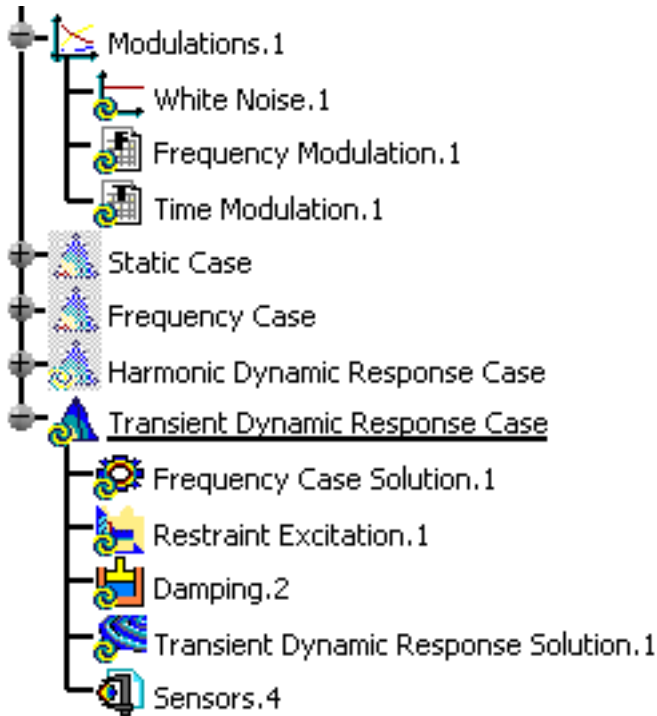 Modulations.1
White Noise.1
Frequency Modulation.1
Time Modulation.1
Static Case
Frequency Case
Harmonic Dynamic Response Case
Transient Dynamic Response Case
Frequency Case Solution.1
Restraint Excitation.1
Damping.2
Transient Dynamic Response Solution.1
Sensors.4